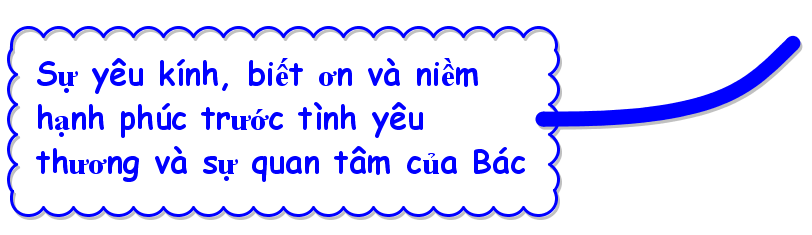 Sự yêu kính, biết ơn và niềm
hạnh phúc trước tình yêu
thương và sự quan tâm của Bác